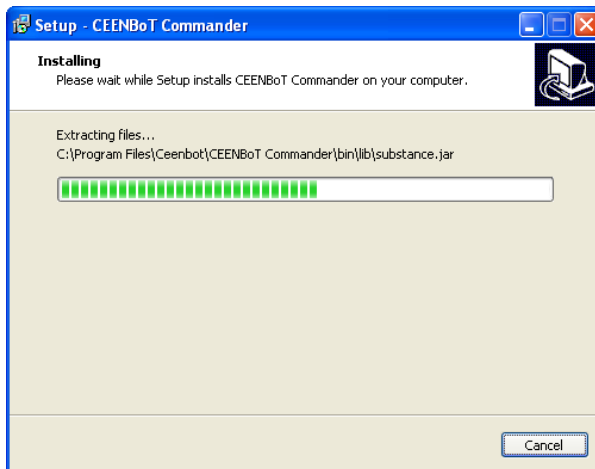 Setup - CEENBoT Commander
Installing
Please wait while Setup installs CEENBoT Commander on your computer.
Extracting files...
C:\Program Files\Ceenbot\CEENBoT Commander\bin\lib\substance.jar
Cancel